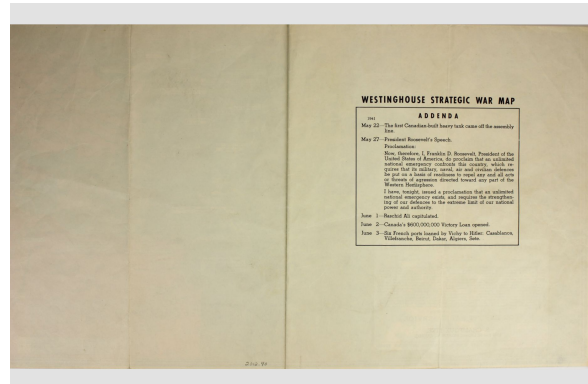 WESTINGHOUSE STRATEGIC WAR MAP
ADDENDA
1941
May 22—The first Canadian-built heavy tank came off the assembly
line.
May 27—President Roosevelt's Speech.
Proclamation:
Now, therefore, I, Franklin D. Roosevelt, President of the
United States of America, do proclaim that an unlimited
national emergency confronts this country, which re-
quires that its military, naval, air and civilian defences
be put on a basis of readiness to repel any and all acts
or threats of agression directed toward any part of the
Western Hemisphere.
I have, tonight, issued a proclamation that an unlimited
national emergency exists, and requires the strengthen-
ing of our defences to the extreme limit of our national
power and authority.
June 1—Raschid Ali capitulated.
June 2—Canada's $600,000,000 Victory Loan opened.
June 3—Six French ports loaned by Vichy to Hitler: Casablanca,
Villefranche, Beirut, Dakar, Algiers, Sete.